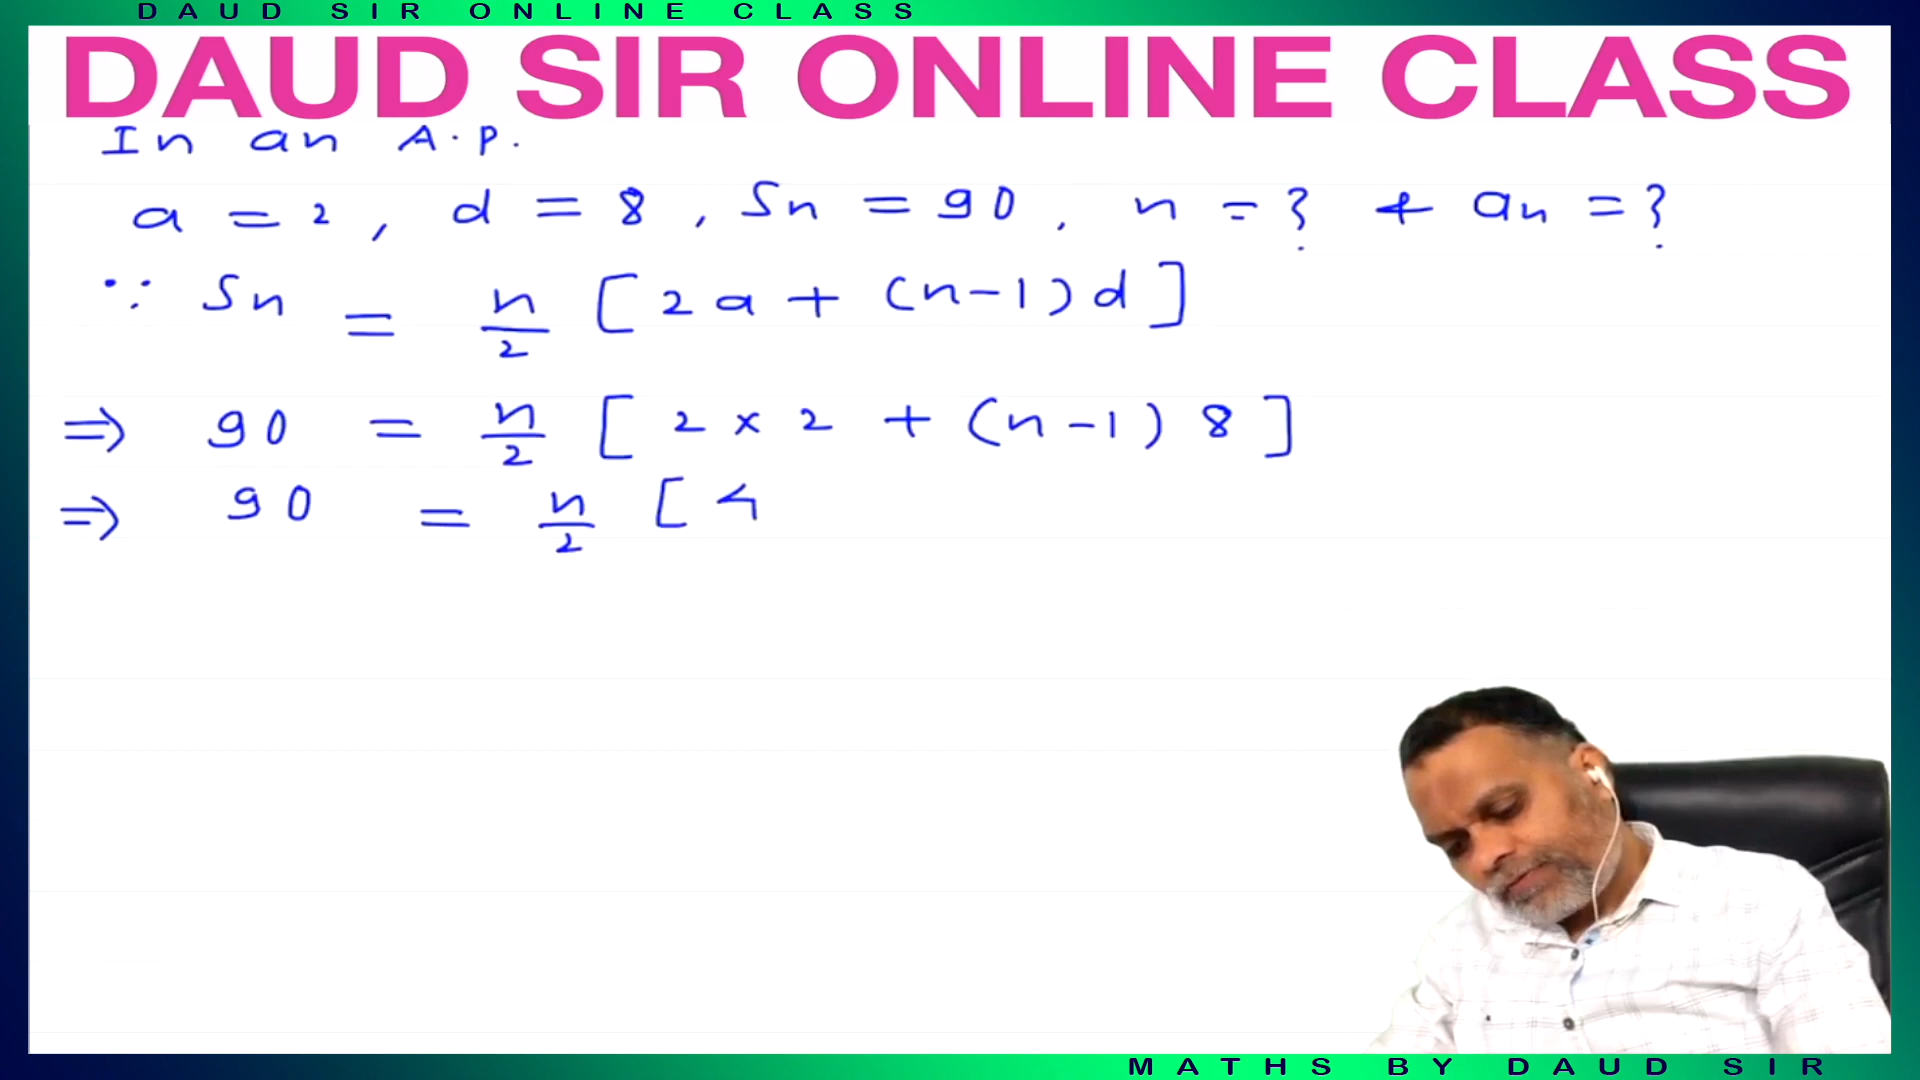 DAUD SIR ONLINE CLASS
DAUD SIR ONLINE CLASS
In an A.P.
a = 2, d = 8, Sn = 90, n = ? & an = ?
∵ Sn = n/2 [2a + (n-1)d]
⇒ 90 = n/2 [2 × 2 + (n-1) 8]
⇒ 90 = n/2 [4
MATHS BY DAUD SIR